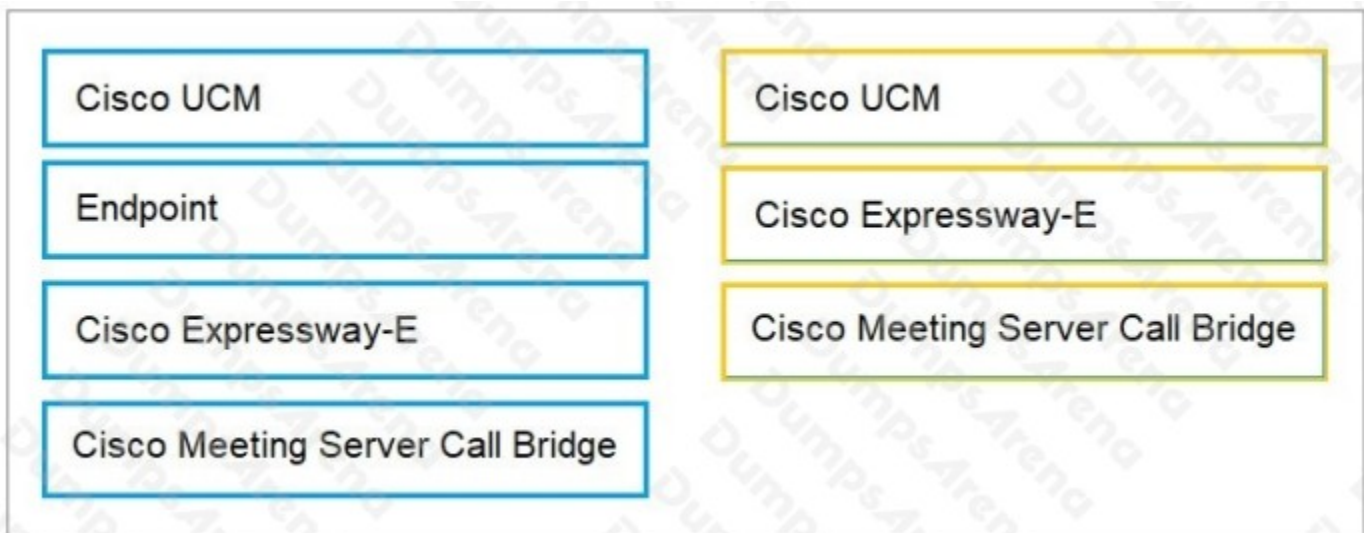 Cisco UCM
Endpoint
Cisco Expressway-E
Cisco Meeting Server Call Bridge
Cisco UCM
Cisco Expressway-E
Cisco Meeting Server Call Bridge
DumpsArena